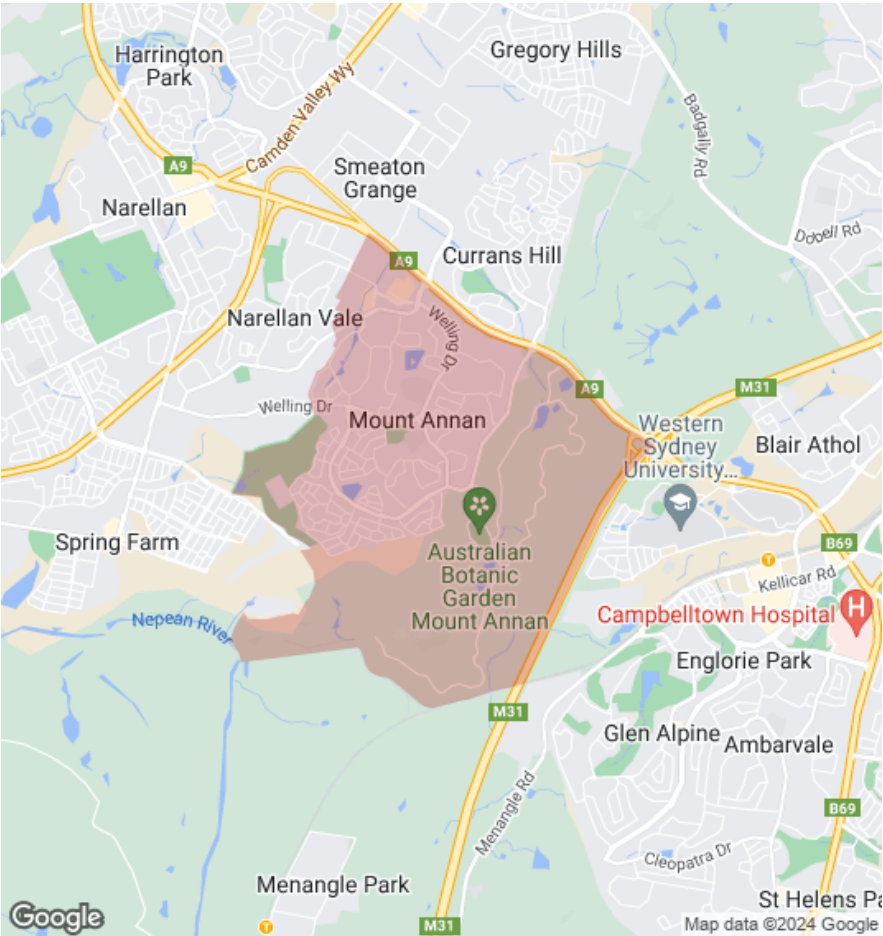 Harrington
Park
Gregory Hills
Camden Valley Wy
Badgally Rd
A9
Smeaton
Grange
Narellan
Dobell Rd
Currans Hill
A9
Narellan Vale
Welling Dr
A9
M31
Welling Dr
Mount Annan
Western
Sydney
University...
Blair Athol
Spring Farm
Australian
Botanic
Garden
Mount Annan
B69
T
Kellicar Rd
Nepean River
Campbelltown Hospital
H
Englorie Park
M31
Glen Alpine
Ambarvale
Menangle Rd
B69
Cleopatra Dr
Menangle Park
St Helens Pa
Google
T
M31
Map data ©2024 Google